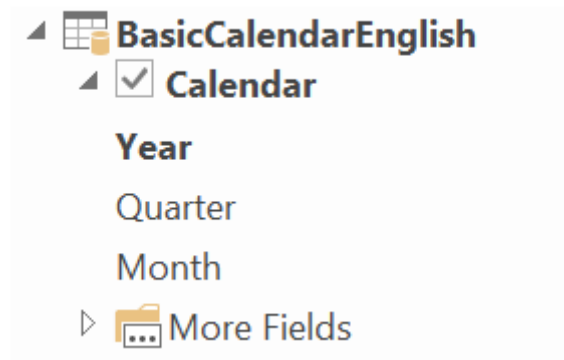 BasicCalendarEnglish
Calendar
Year
Quarter
Month
More Fields